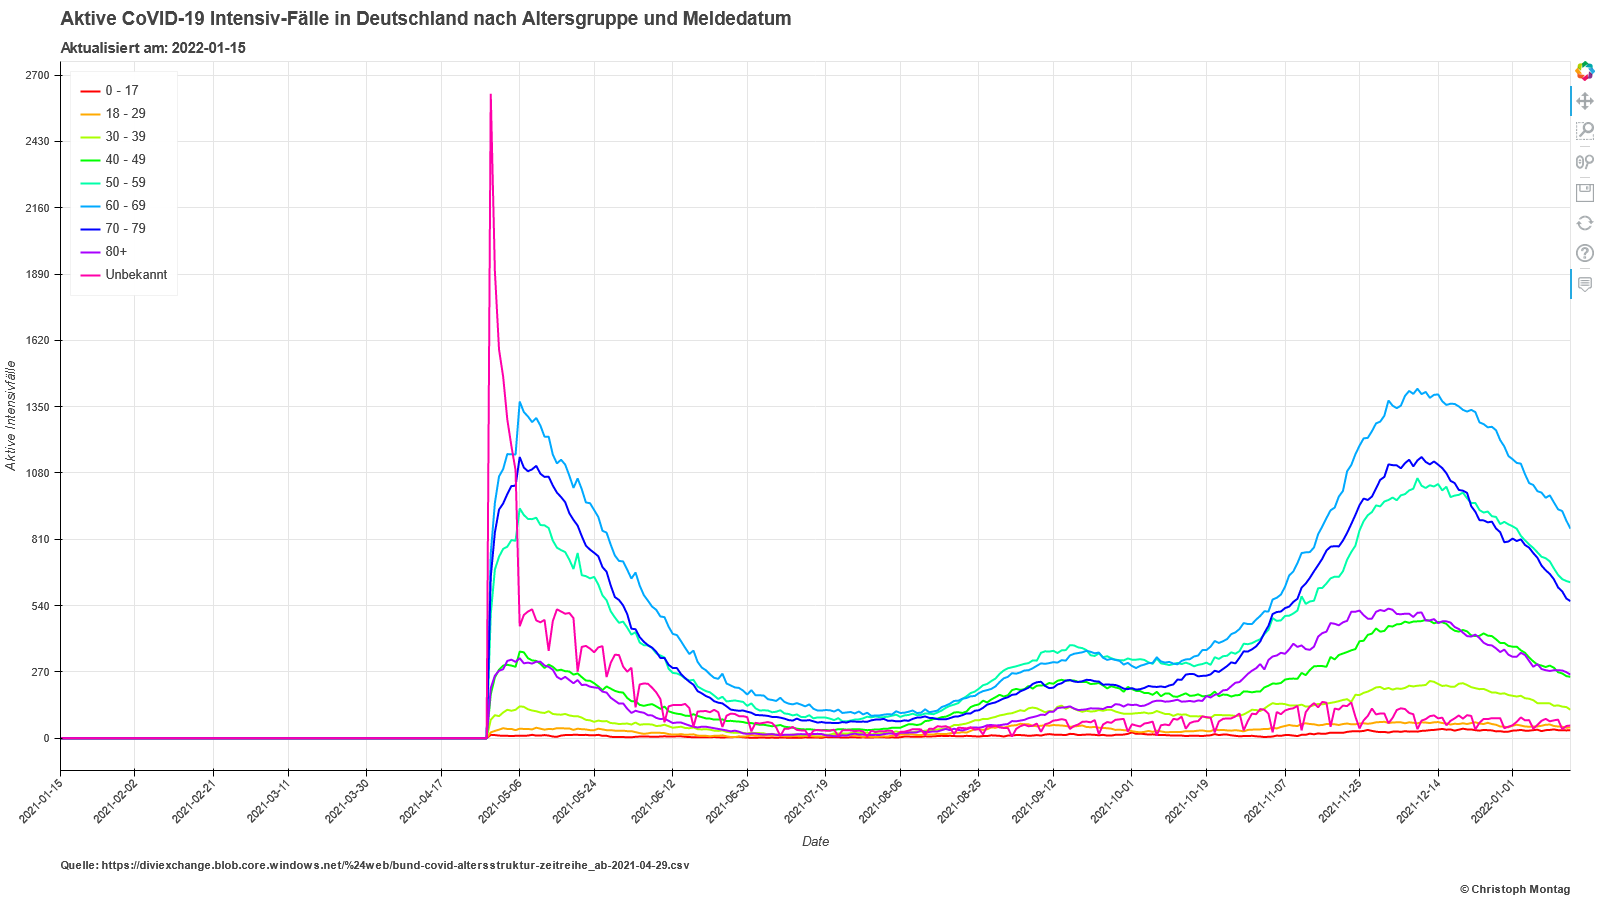 Aktive CoVID-19 Intensiv-Fälle in Deutschland nach Altersgruppe und Meldedatum
Aktualisiert am: 2022-01-15
2700
2430
2160
1890
1620
1350
1080
810
540
270
0
Aktive Intensivfälle
0 - 17
18 - 29
30 - 39
40 - 49
50 - 59
60 - 69
70 - 79
80+
Unbekannt
2021-01-15
2021-02-02
2021-02-21
2021-03-11
2021-03-30
2021-04-17
2021-05-06
2021-05-24
2021-06-12
2021-06-30
2021-07-19
2021-08-06
2021-08-25
2021-09-12
2021-10-01
2021-10-19
2021-11-07
2021-11-25
2021-12-14
2022-01-01
Date
Quelle: https://diviexchange.blob.core.windows.net/%24web/bund-covid-altersstruktur-zeitreihe_ab-2021-04-29.csv
© Christoph Montag